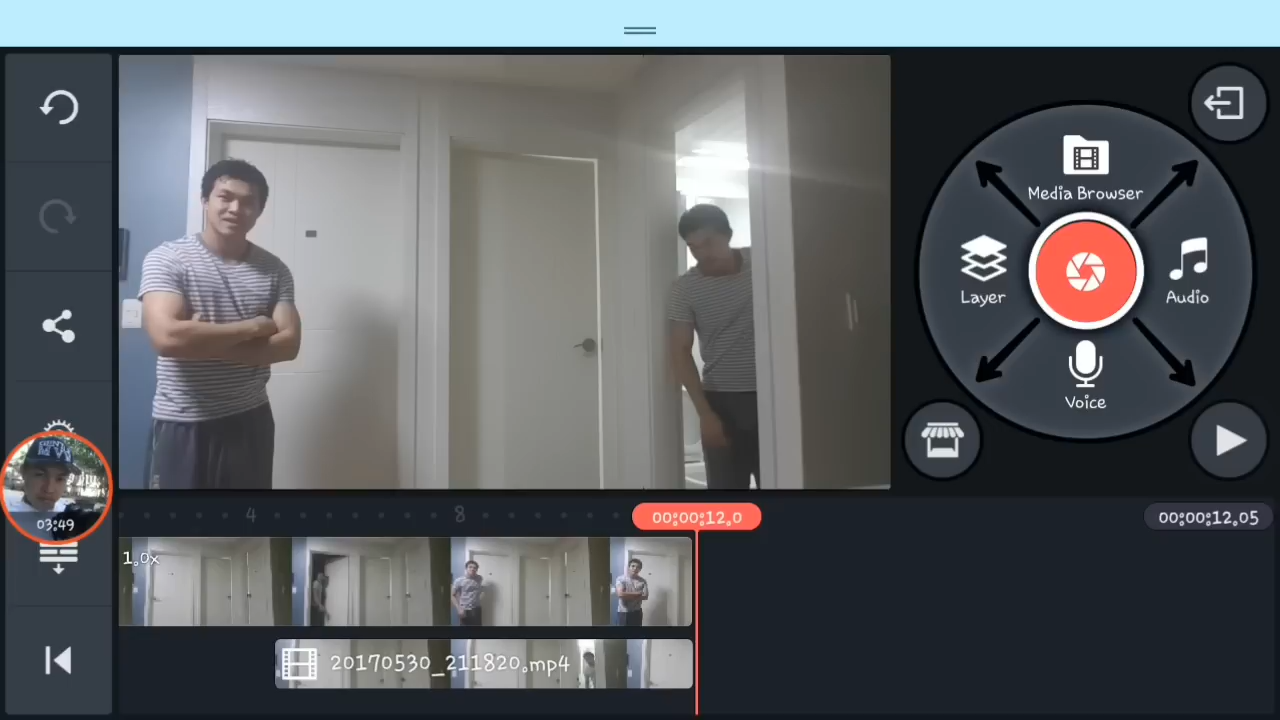 Media Browser
Layer
Audio
Voice
03:49
4
8
00:00:12.0
00:00:12.05
1.0x
20170530_211820.mp4